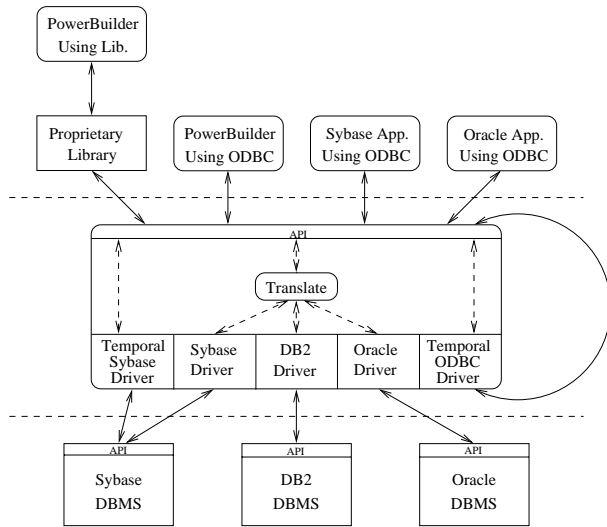 PowerBuilder
Using Lib.
Proprietary
Library
PowerBuilder
Using ODBC
Sybase App.
Using ODBC
Oracle App.
Using ODBC
API
Translate
Temporal
Sybase
Driver
Sybase
Driver
DB2
Driver
Oracle
Driver
Temporal
ODBC
Driver
API
Sybase
DBMS
API
DB2
DBMS
API
Oracle
DBMS